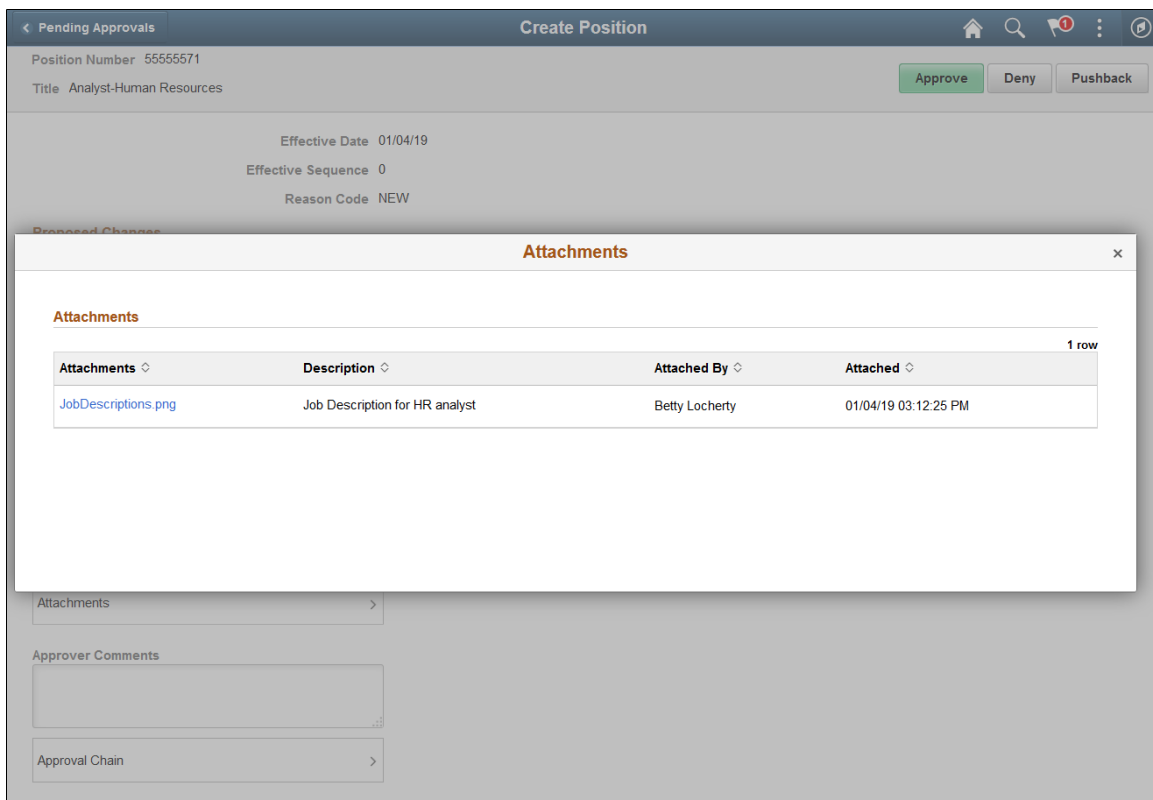 Pending Approvals
Create Position
1
Position Number 55555571
Title Analyst-Human Resources
Approve
Deny
Pushback
Effective Date 01/04/19
Effective Sequence 0
Reason Code NEW
Proposed Changes
Attachments
×
Attachments
1 row
Attachments Description Attached By Attached
JobDescriptions.png Job Description for HR analyst Betty Locherty 01/04/19 03:12:25 PM
Attachments
Approver Comments
Approval Chain